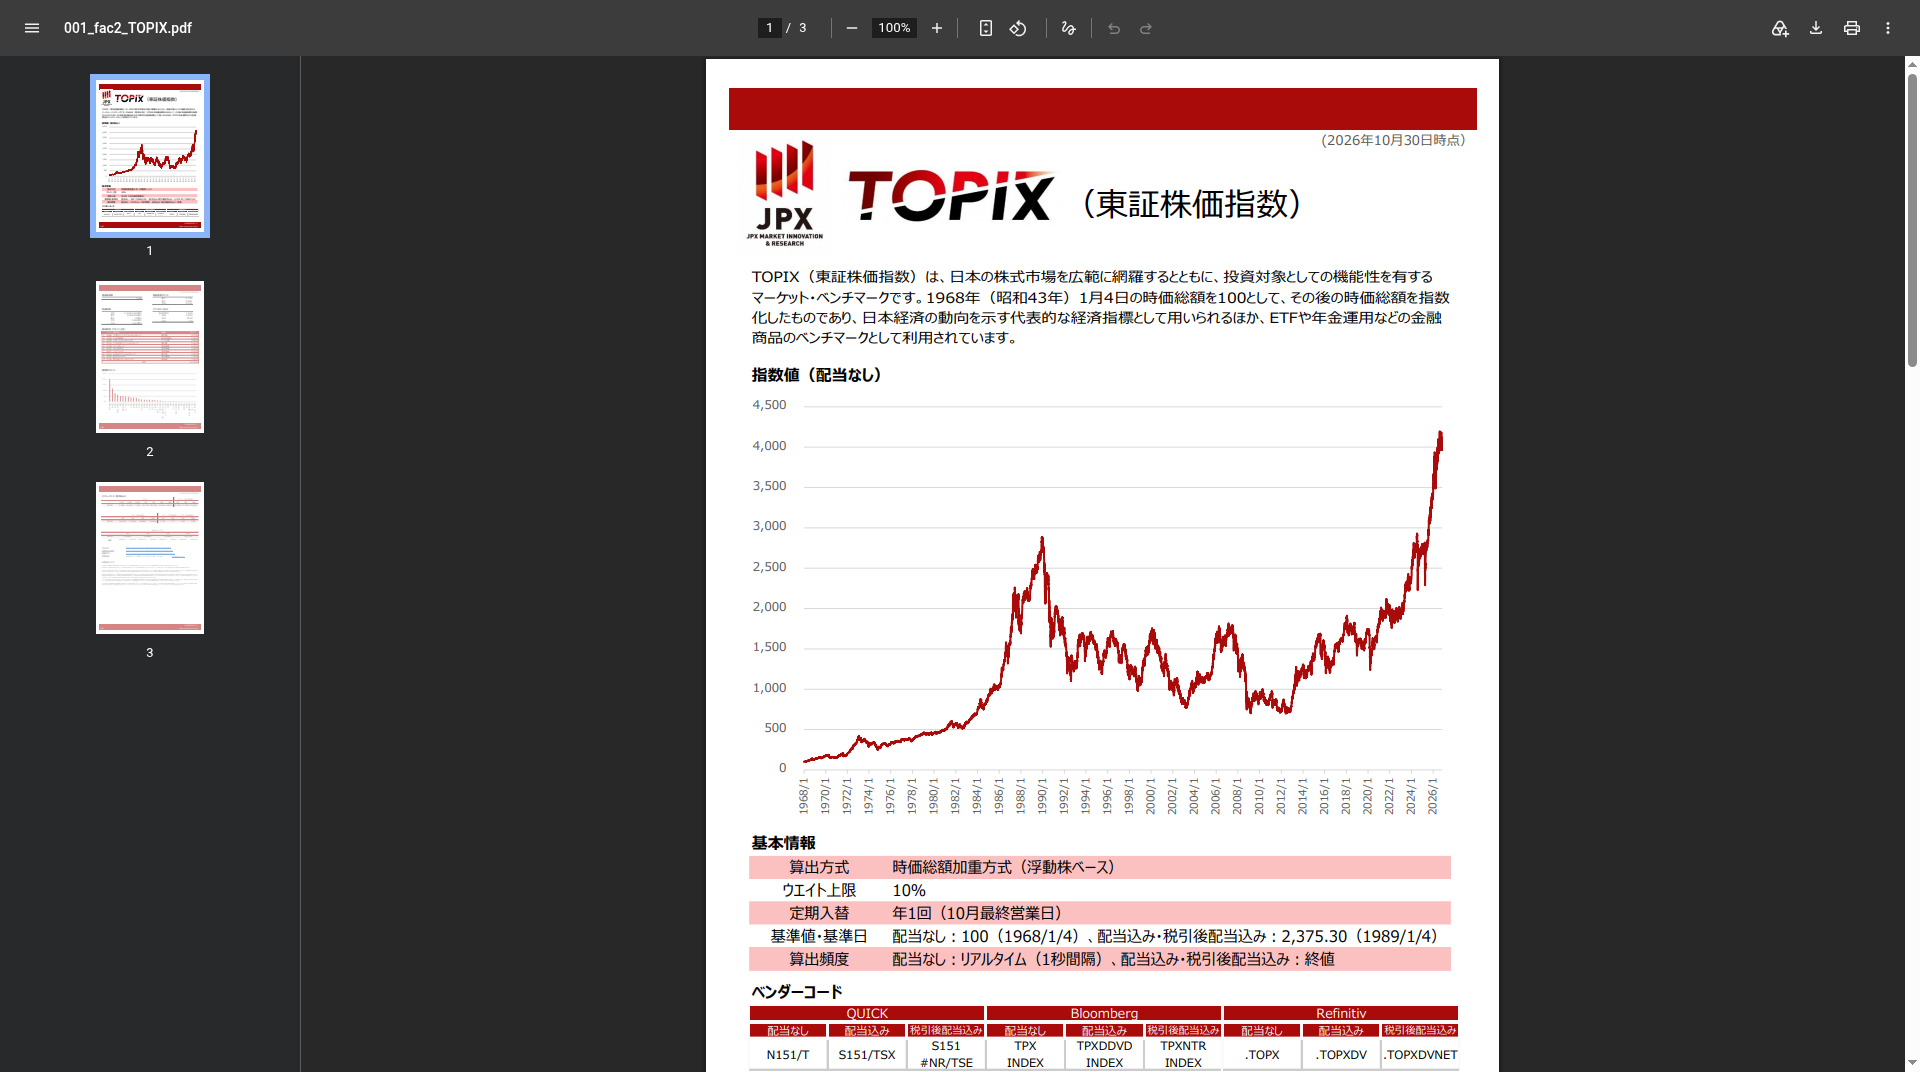 001_fac2_TOPIX.pdf
1 / 3
100%
1
2
3
(2026年10月30日時点)
JPX
JPX MARKET INNOVATION
& RESEARCH
TOPIX （東証株価指数）
TOPIX（東証株価指数）は、日本の株式市場を広範に網羅するとともに、投資対象としての機能性を有する
マーケット・ベンチマークです。1968年（昭和43年）1月4日の時価総額を100として、その後の時価総額を指数
化したものであり、日本経済の動向を示す代表的な経済指標として用いられるほか、ETFや年金運用などの金融
商品のベンチマークとして利用されています。
指数値（配当なし）
4,500
4,000
3,500
3,000
2,500
2,000
1,500
1,000
500
0
1968/1 1970/1 1972/1 1974/1 1976/1 1978/1 1980/1 1982/1 1984/1 1986/1 1988/1 1990/1 1992/1 1994/1 1996/1 1998/1 2000/1 2002/1 2004/1 2006/1 2008/1 2010/1 2012/1 2014/1 2016/1 2018/1 2020/1 2022/1 2024/1 2026/1
基本情報
算出方式 時価総額加重方式（浮動株ベース）
ウエイト上限 10%
定期入替 年1回（10月最終営業日）
基準値・基準日 配当なし：100（1968/1/4）、配当込み・税引後配当込み：2,375.30（1989/1/4）
算出頻度 配当なし：リアルタイム（1秒間隔）、配当込み・税引後配当込み：終値
ベンダーコード
QUICK Bloomberg Refinitiv
配当なし 配当込み 税引後配当込み 配当なし 配当込み 税引後配当込み 配当なし 配当込み 税引後配当込み
N151/T S151/TSX S151 #NR/TSE TPX INDEX TPXDDVD INDEX TPXNTR INDEX .TOPX .TOPXDV .TOPXDVNET